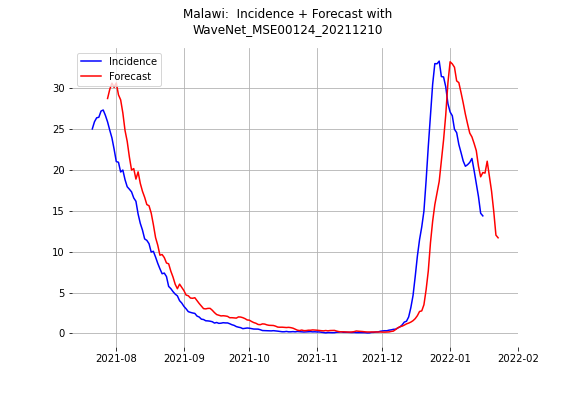 Malawi:  Incidence + Forecast with
WaveNet_MSE00124_20211210
Incidence
Forecast
30
25
20
15
10
5
0
2021-08 2021-09 2021-10 2021-11 2021-12 2022-01 2022-02